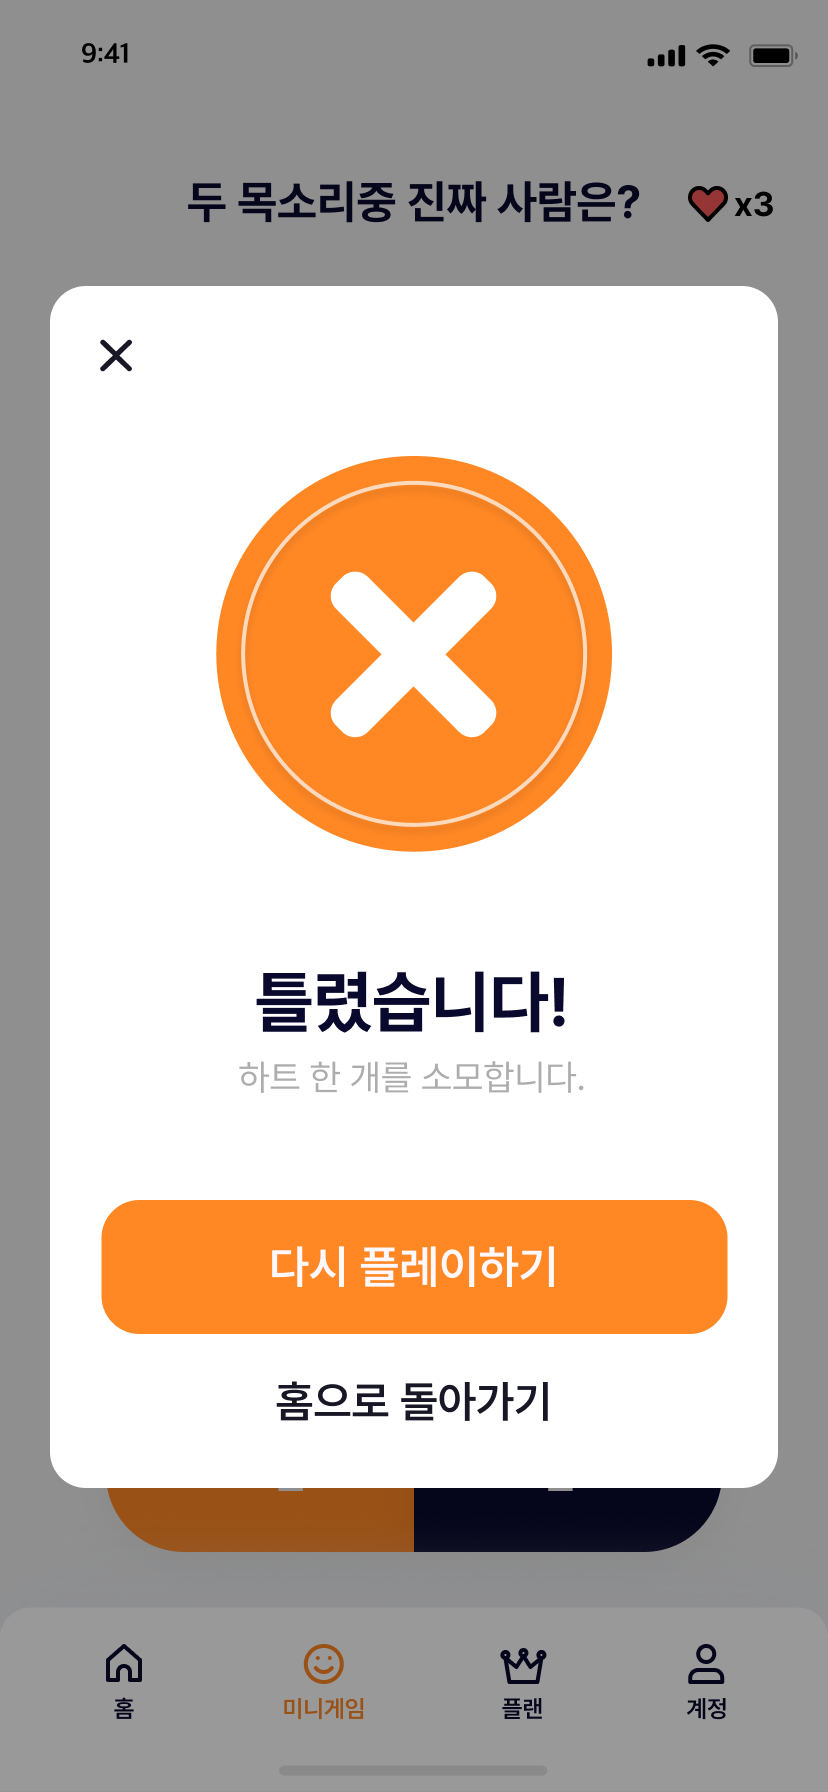 9:41
두 목소리중 진짜 사람은?
x3
틀렸습니다!
하트 한 개를 소모합니다.
다시 플레이하기
홈으로 돌아가기
홈
미니게임
플랜
계정